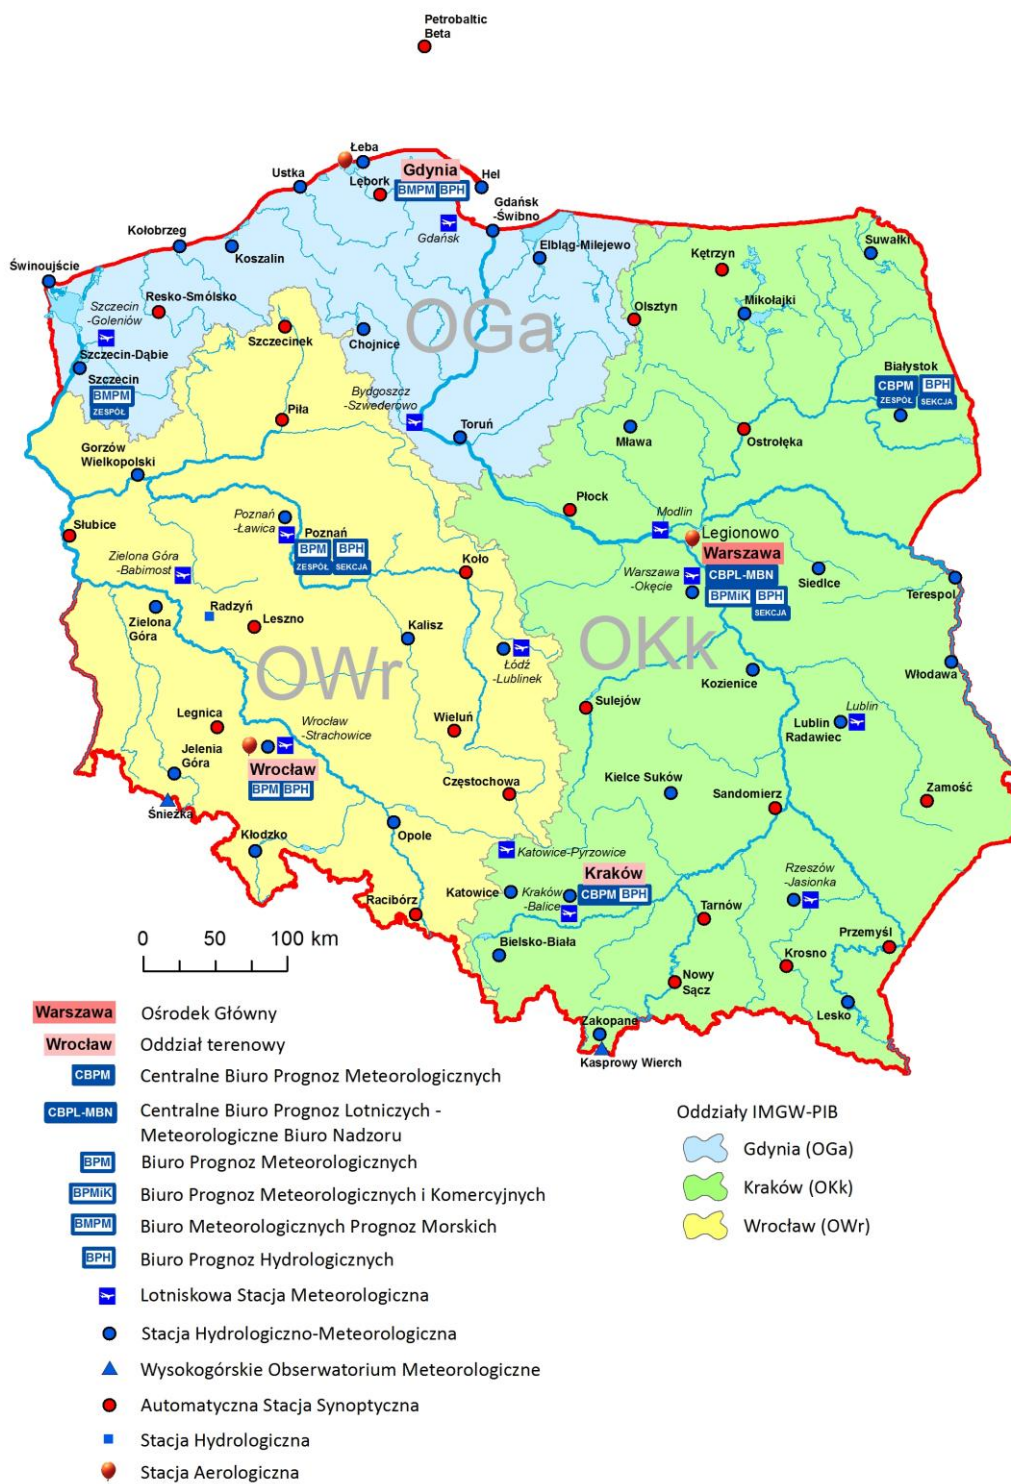 Petrobaltic
Beta
Łeba
Ustka
Lębork
Gdynia
BMPM BPH
Hel
Gdańsk
-Świbno
Gdańsk
Kołobrzeg
Koszalin
Elbląg-Milejewo
Suwałki
Kętrzyn
Świnoujście
Szczecin
-Goleniów
Resko-Smólsko
Szczecinek
Chojnice
OGa
Olsztyn
Mikołajki
Szczecin-Dąbie
Szczecin
BMPM
ZESPÓŁ
Białystok
CBPM BPH
ZESPÓŁ SEKCJA
Bydgoszcz
-Szwederowo
Piła
Toruń
Mława
Ostrołęka
Gorzów
Wielkopolski
Płock
Modlin
Słubice
Poznań
-Ławica
Poznań
BPM BPH
ZESPÓŁ SEKCJA
Legionowo
Warszawa
CBPL-MBN
BPMiK BPH
SEKCJA
Warszawa
-Okęcie
Siedlce
Terespol
Zielona Góra
-Babimost
Koło
Zielona
Góra
Radzyń
Leszno
Kalisz
Łódź
-Lublinek
OKk
OWr
Kozienice
Włodawa
Sulejów
Lublin
Lublin
Radawiec
Legnica
Wrocław
-Strachowice
Wieluń
Jelenia
Góra
Wrocław
BPM BPH
Częstochowa
Kielce Suków
Sandomierz
Zamość
Śnieżka
Kłodzko
Opole
Katowice-Pyrzowice
Kraków
CBPM BPH
Katowice
Kraków
-Balice
Rzeszów
-Jasionka
Racibórz
Tarnów
Przemyśl
Bielsko-Biała
Krosno
Nowy
Sącz
Lesko
Zakopane
Kasprowy Wierch
0 50 100 km
Warszawa Ośrodek Główny
Wrocław Oddział terenowy
CBPM Centralne Biuro Prognoz Meteorologicznych
CBPL-MBN Centralne Biuro Prognoz Lotniczych -
Meteorologiczne Biuro Nadzoru
BPM Biuro Prognoz Meteorologicznych
BPMiK Biuro Prognoz Meteorologicznych i Komercyjnych
BMPM Biuro Meteorologicznych Prognoz Morskich
BPH Biuro Prognoz Hydrologicznych
Lotniskowa Stacja Meteorologiczna
Stacja Hydrologiczno-Meteorologiczna
Wysokogórskie Obserwatorium Meteorologiczne
Automatyczna Stacja Synoptyczna
Stacja Hydrologiczna
Stacja Aerologiczna
Oddziały IMGW-PIB
Gdynia (OGa)
Kraków (OKk)
Wrocław (OWr)